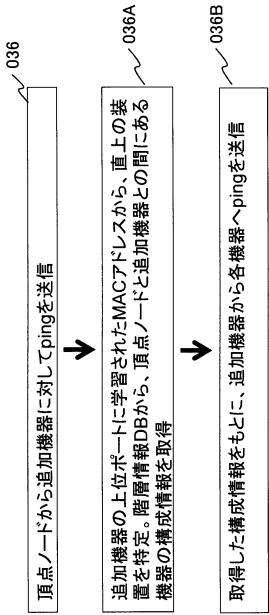 036
頂点ノードから追加機器に対してpingを送信
036A
追加機器の上位ポートに学習されたMACアドレスから、直上の装
置を特定。階層情報DBから、頂点ノードと追加機器との間にある
機器の構成情報を取得
036B
取得した構成情報をもとに、追加機器から各機器へpingを送信